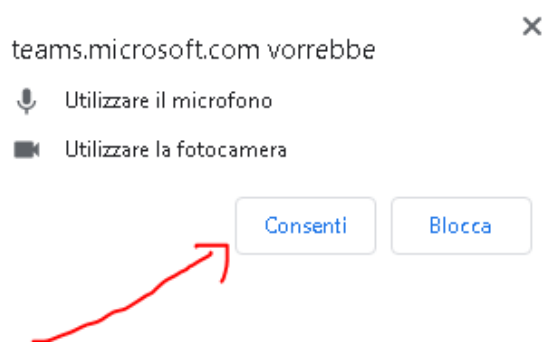 teams.microsoft.com vorrebbe
Utilizzare il microfono
Utilizzare la fotocamera
Consenti
Blocca